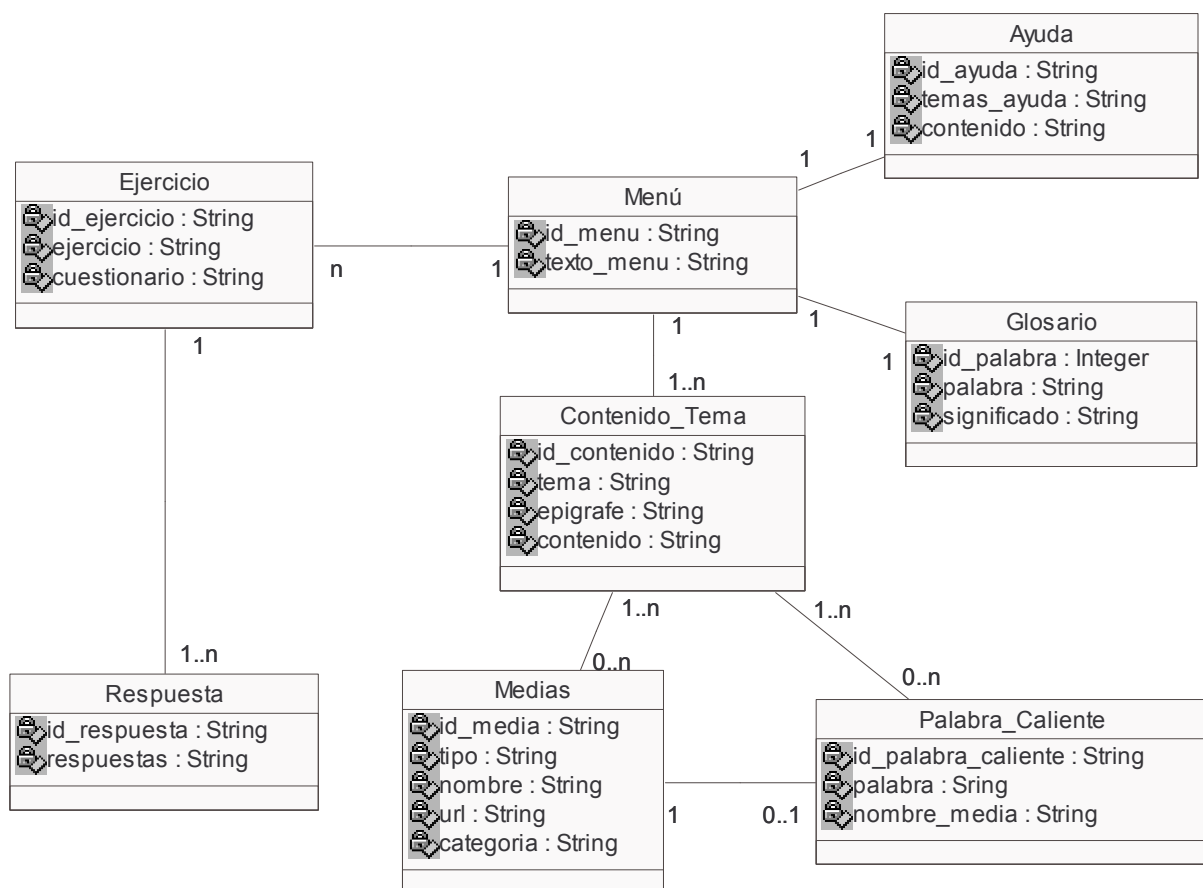 Ayuda
id_ayuda : String
temas_ayuda : String
contenido : String
1
1
Ejercicio
id_ejercicio : String
ejercicio : String
cuestionario : String
n
1
Menú
id_menu : String
texto_menu : String
1
1
Glosario
id_palabra : Integer
palabra : String
significado : String
1
1..n
Contenido_Tema
id_contenido : String
tema : String
epigrafe : String
contenido : String
1
1..n
Respuesta
id_respuesta : String
respuestas : String
1..n
0..n
Medias
id_media : String
tipo : String
nombre : String
url : String
categoria : String
1..n
0..n
Palabra_Caliente
id_palabra_caliente : String
palabra : Sring
nombre_media : String
1
0..1